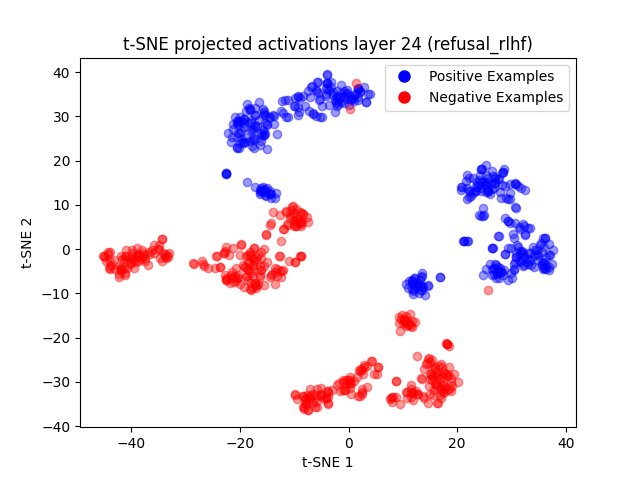 t-SNE projected activations layer 24 (refusal_rlhf)
Positive Examples
Negative Examples
40
30
20
10
0
−10
−20
−30
−40
t-SNE 2
−40
−20
0
20
40
t-SNE 1